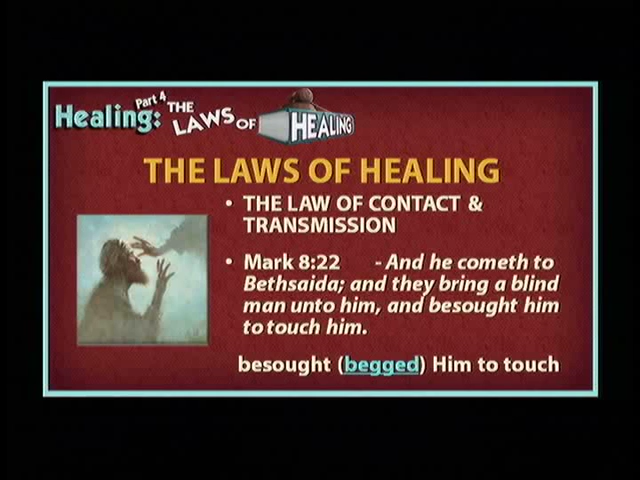 Healing: Part 4 THE LAWS OF HEALING
THE LAWS OF HEALING
• THE LAW OF CONTACT &
TRANSMISSION
• Mark 8:22 - And he cometh to
Bethsaida; and they bring a blind
man unto him, and besought him
to touch him.
besought (begged) Him to touch